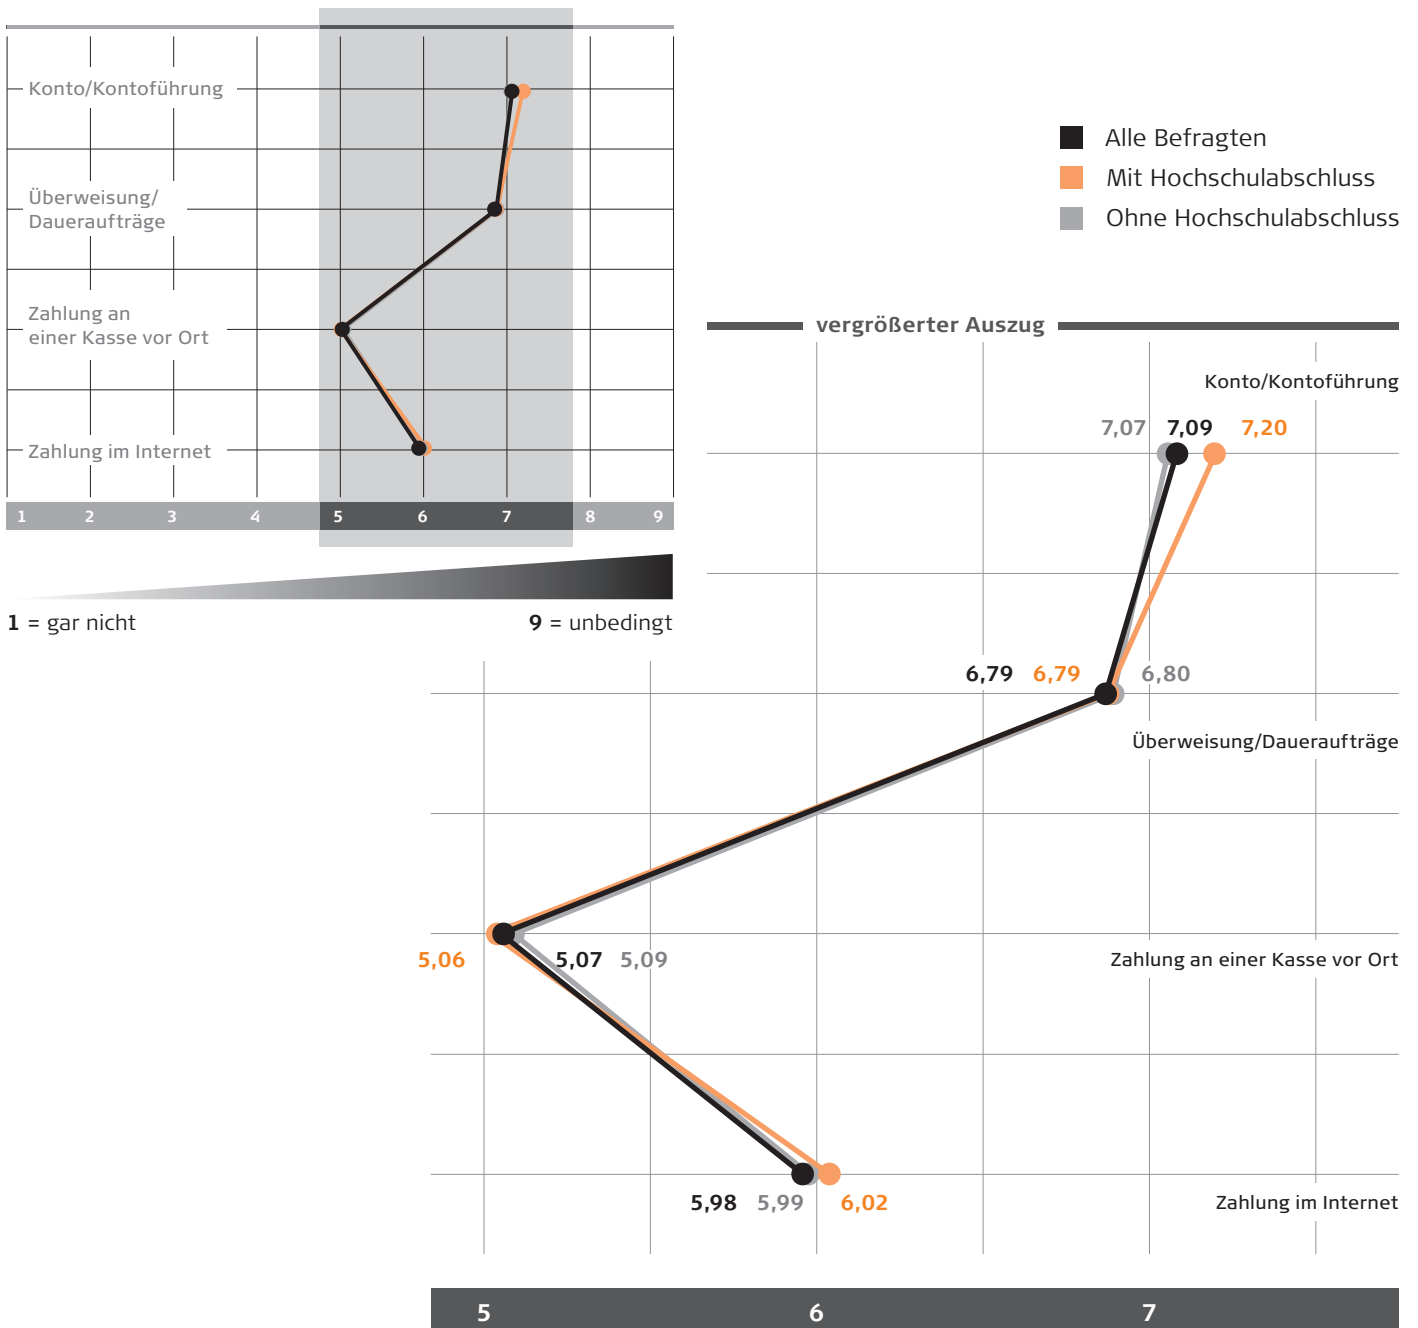 Konto/Kontoführung
Überweisung/
Daueraufträge
Zahlung an
einer Kasse vor Ort
Zahlung im Internet
1 2 3 4 5 6 7 8 9
1 = gar nicht
9 = unbedingt
Alle Befragten
Mit Hochschulabschluss
Ohne Hochschulabschluss
vergrößerter Auszug
Konto/Kontoführung
7,07 7,09 7,20
6,79 6,79 6,80
Überweisung/Daueraufträge
5,06 5,07 5,09
Zahlung an einer Kasse vor Ort
5,98 5,99 6,02
Zahlung im Internet
5 6 7